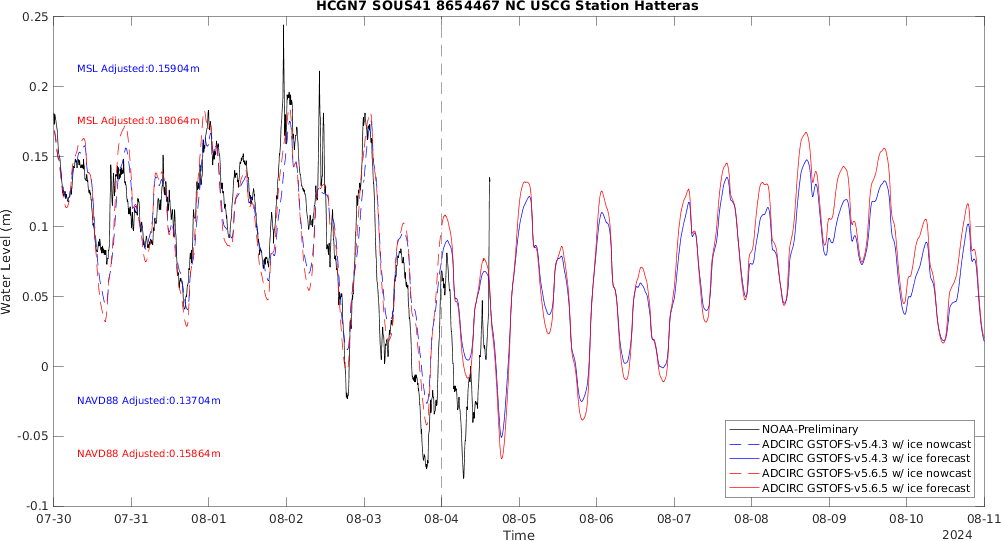 HCGN7 SOUS41 8654467 NC USCG Station Hatteras
0.25
0.2
0.15
0.1
0.05
0
-0.05
-0.1
Water Level (m)
MSL Adjusted:0.15904m
MSL Adjusted:0.18064m
NAVD88 Adjusted:0.13704m
NAVD88 Adjusted:0.15864m
NOAA-Preliminary
ADCIRC GSTOFS-v5.4.3 w/ ice nowcast
ADCIRC GSTOFS-v5.4.3 w/ ice forecast
ADCIRC GSTOFS-v5.6.5 w/ ice nowcast
ADCIRC GSTOFS-v5.6.5 w/ ice forecast
07-30 07-31 08-01 08-02 08-03 08-04 08-05 08-06 08-07 08-08 08-09 08-10 08-11
Time
2024